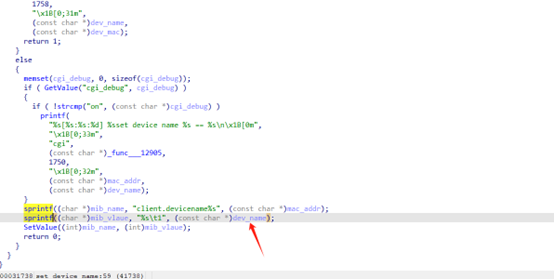 1758,
"\x1B[0;31m",
(const char *)dev_name,
(const char *)dev_mac);
return 1;
}
else
{
memset(cgi_debug, 0, sizeof(cgi_debug));
if ( GetValue("cgi_debug", cgi_debug) )
{
if ( !strcmp("on", (const char *)cgi_debug) )
printf(
"%s[%s:%s:%d] %sset device name %s == %s\n\x1B[0m",
"\x1B[0;33m",
"cgi",
(const char *)_func___12905,
1750,
"\x1B[0;32m",
(const char *)mac_addr,
(const char *)dev_name);
}
sprintf((char *)mib_name, "client.devicename%s", (const char *)mac_addr);
sprintf((char *)mib_vlaue, "%s\t1", (const char *)dev_name);
SetValue((int)mib_name, (int)mib_vlaue);
return 0;
}
}
}
00031738 set_device_name:59 (41738)